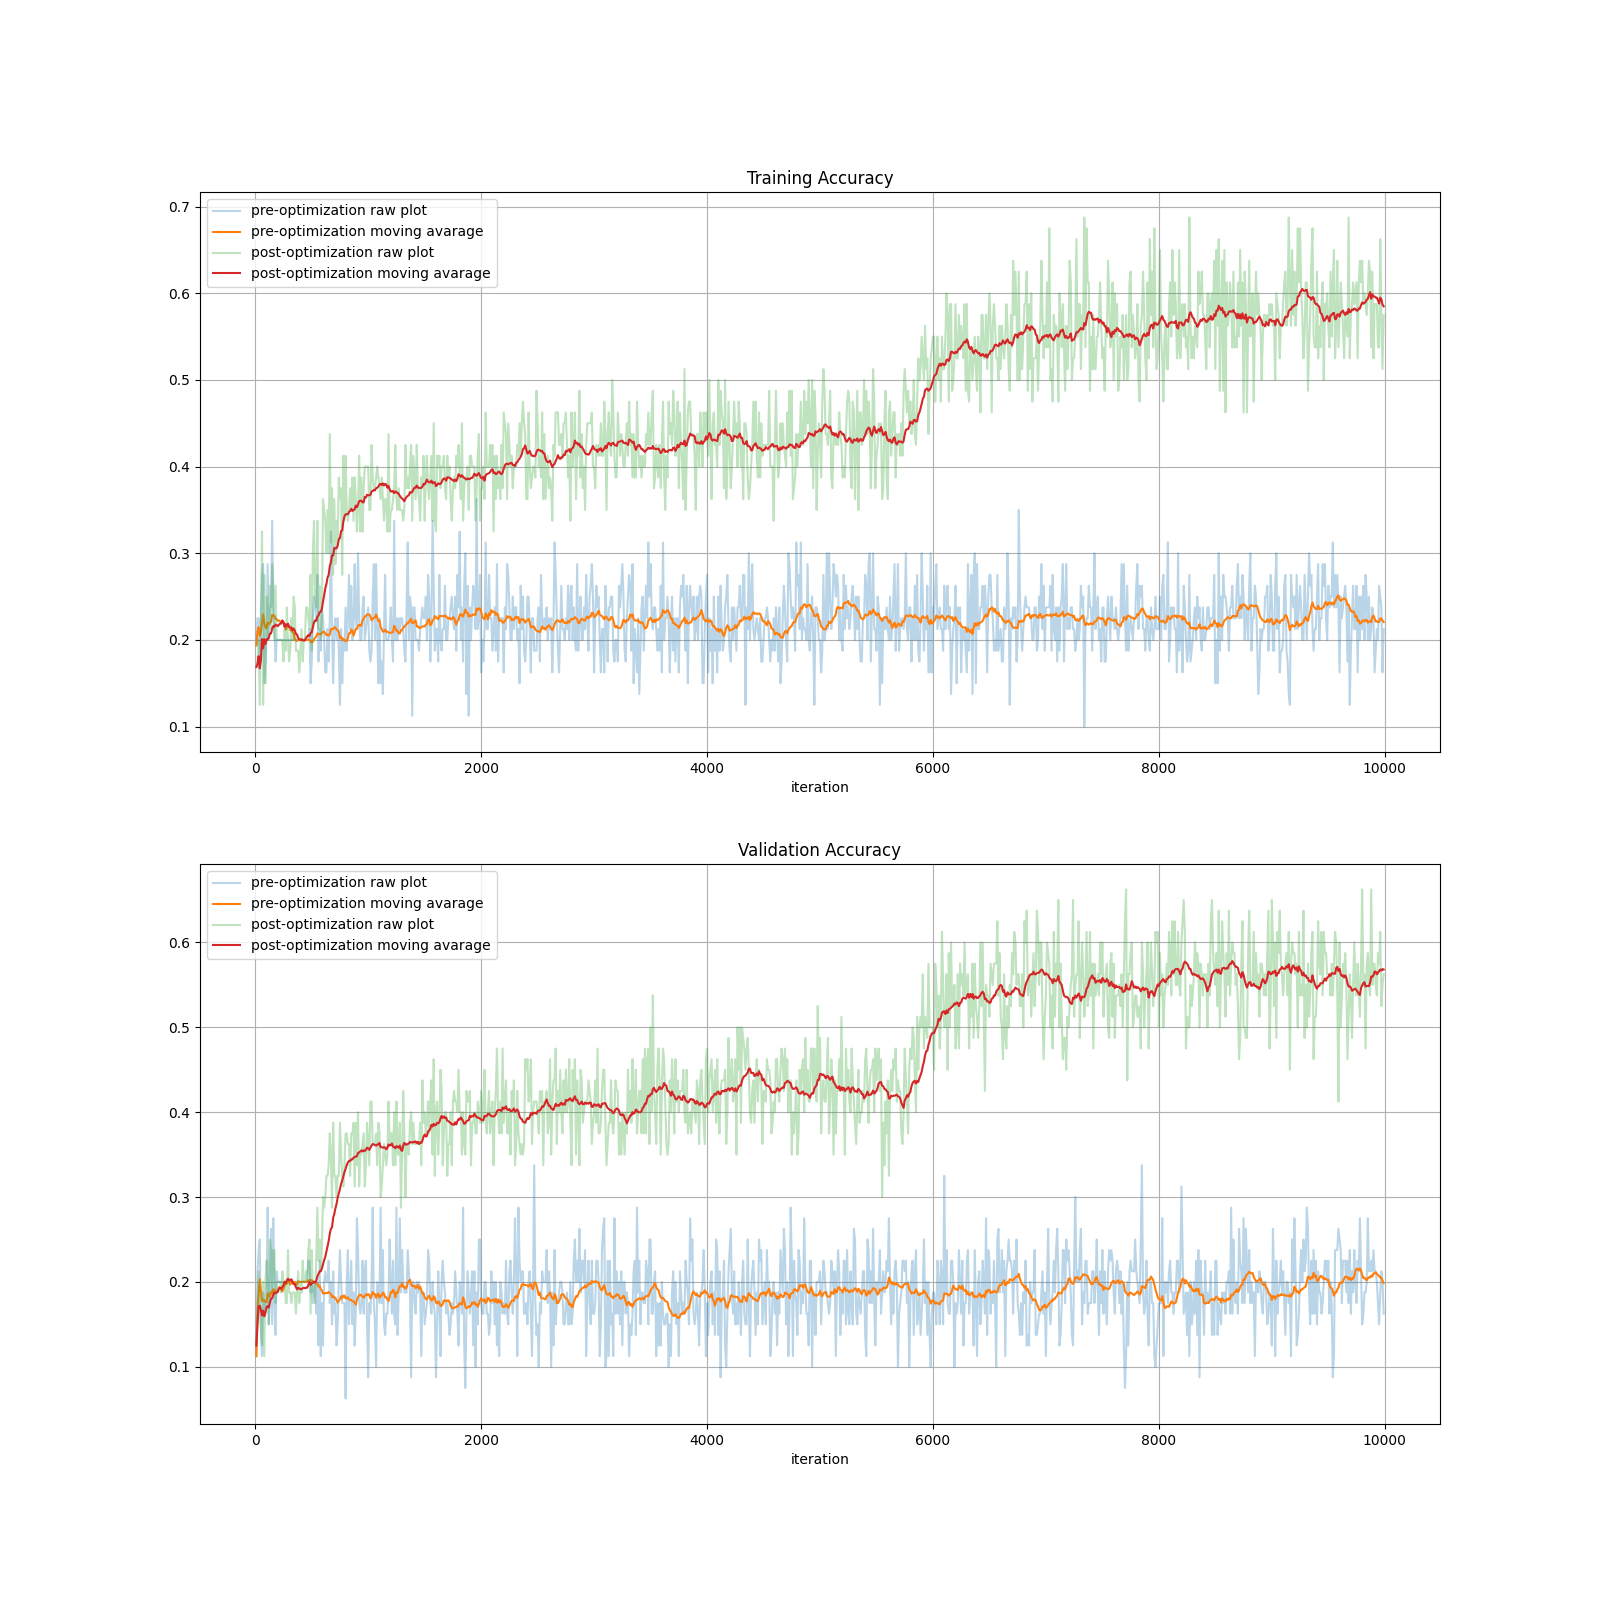 Training Accuracy
pre-optimization raw plot
pre-optimization moving avarage
post-optimization raw plot
post-optimization moving avarage
0.7
0.6
0.5
0.4
0.3
0.2
0.1
0 2000 4000 6000 8000 10000
iteration
Validation Accuracy
pre-optimization raw plot
pre-optimization moving avarage
post-optimization raw plot
post-optimization moving avarage
0.6
0.5
0.4
0.3
0.2
0.1
0 2000 4000 6000 8000 10000
iteration